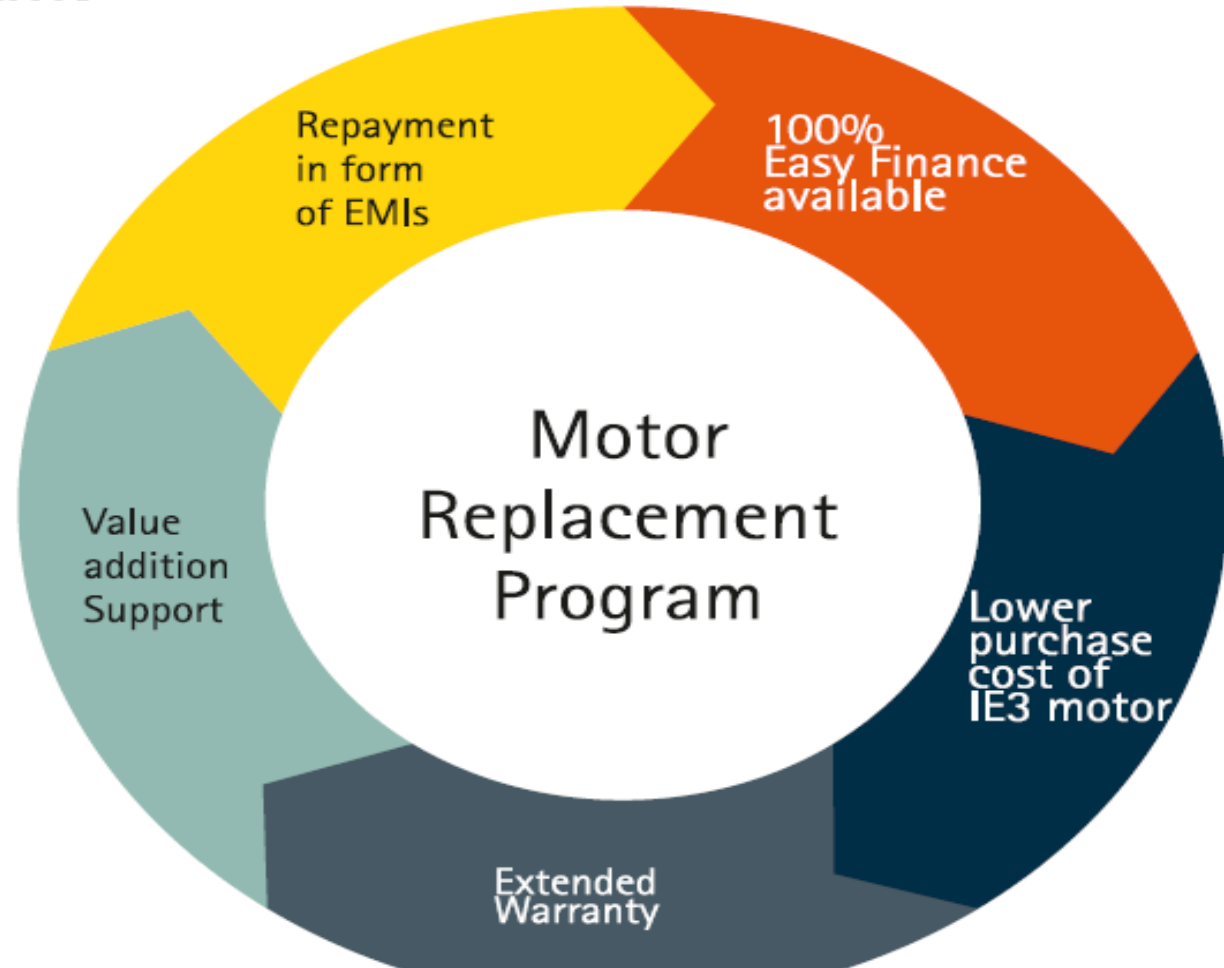 Repayment
in form
of EMIs
100%
Easy Finance
available
Motor
Replacement
Program
Value
addition
Support
Lower
purchase
cost of
IE3 motor
Extended
Warranty